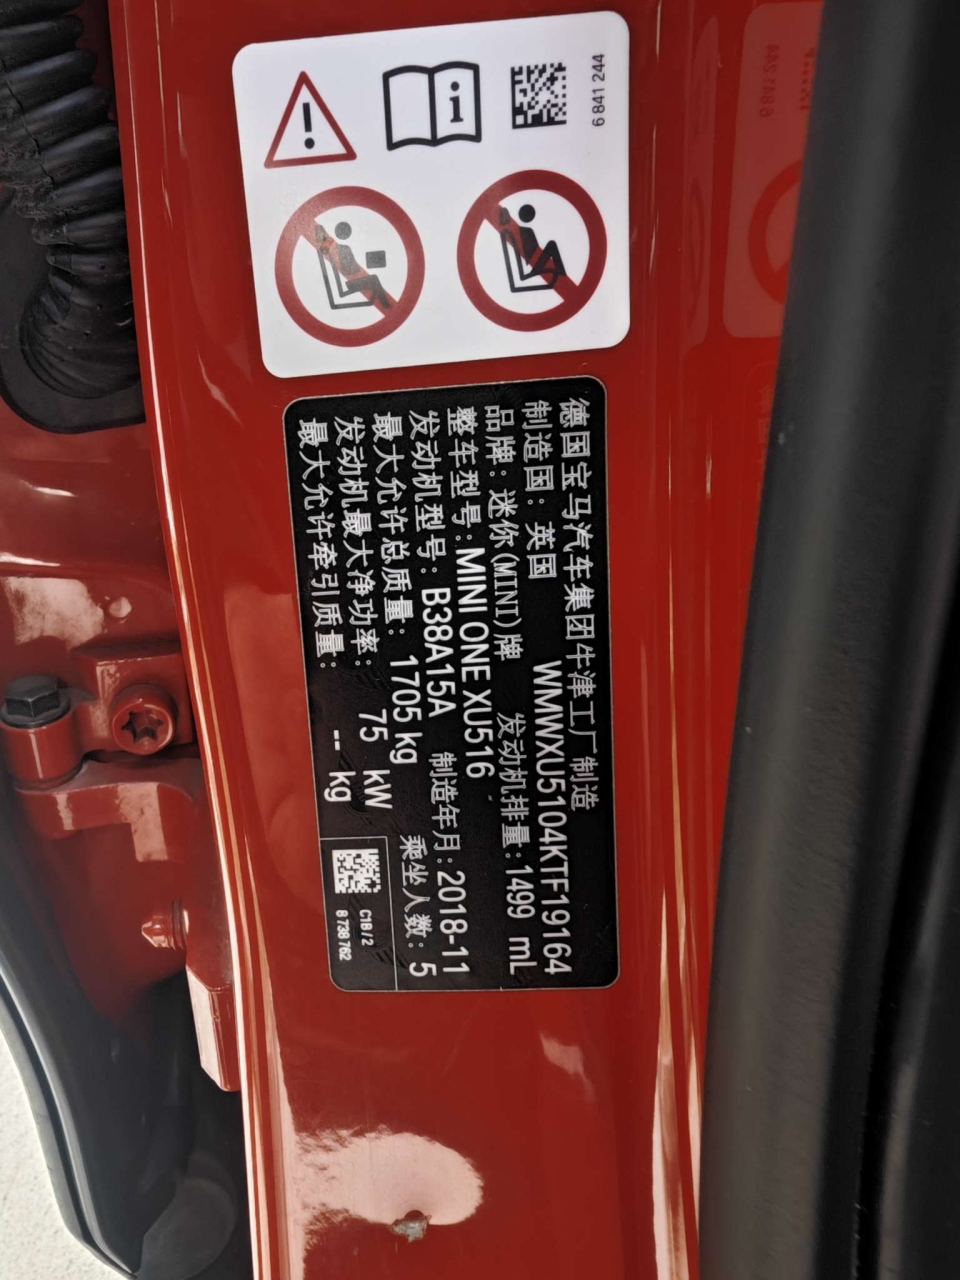 6 841 244
德国宝马汽车集团牛津工厂制造
制造国: 英国 WMWXU5104KTF19164
品牌: 迷你(MINI)牌 发动机排量:1499 mL
整车型号:MINI ONE XU516
发动机型号: B38A15A 制造年月:2018-11
最大允许总质量: 1705 kg 乘坐人数: 5
发动机最大净功率: 75 kW
最大允许牵引质量: -- kg
C1B / 2
8 738 762